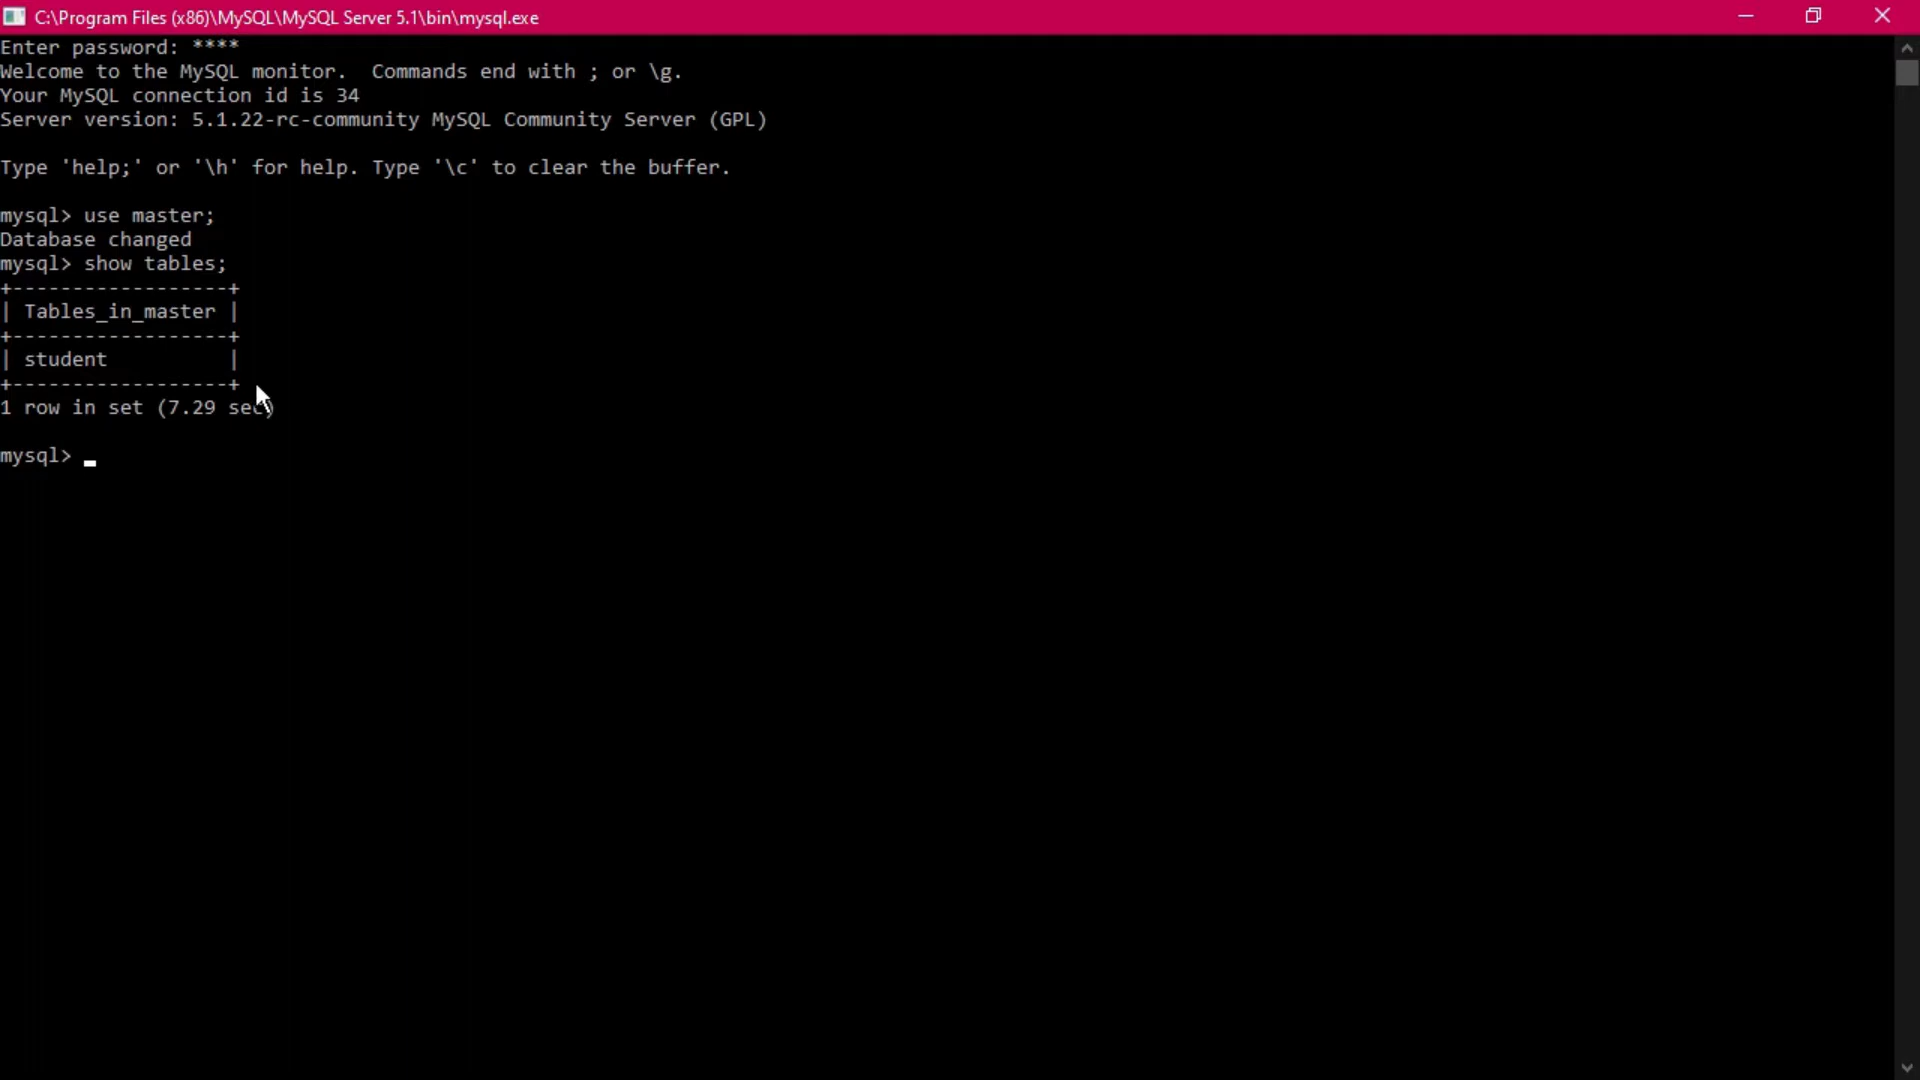 C:\Program Files (x86)\MySQL\MySQL Server 5.1\bin\mysql.exe
Enter password: ****
Welcome to the MySQL monitor.  Commands end with ; or \g.
Your MySQL connection id is 34
Server version: 5.1.22-rc-community MySQL Community Server (GPL)
Type 'help;' or '\h' for help. Type '\c' to clear the buffer.
mysql> use master;
Database changed
mysql> show tables;
+------------------+
| Tables_in_master |
+------------------+
| student          |
+------------------+
1 row in set (7.29 sec)
mysql>